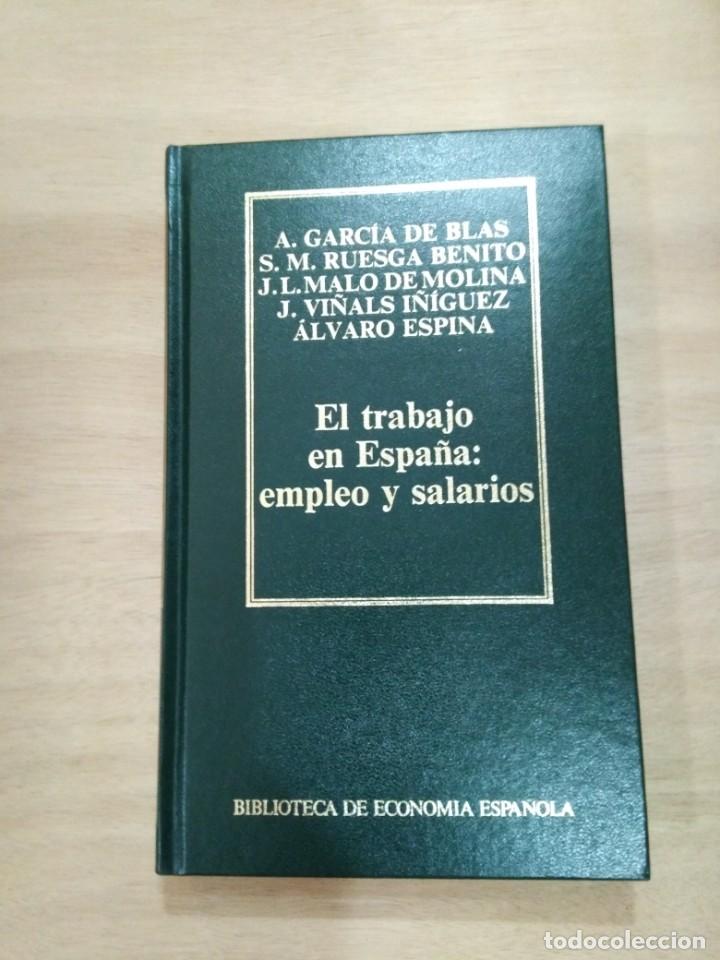 A. GARCÍA DE BLAS
S. M. RUESGA BENITO
J. L. MALO DE MOLINA
J. VIÑALS IÑÍGUEZ
ÁLVARO ESPINA
El trabajo
en España:
empleo y salarios
BIBLIOTECA DE ECONOMIA ESPAÑOLA
todocoleccion